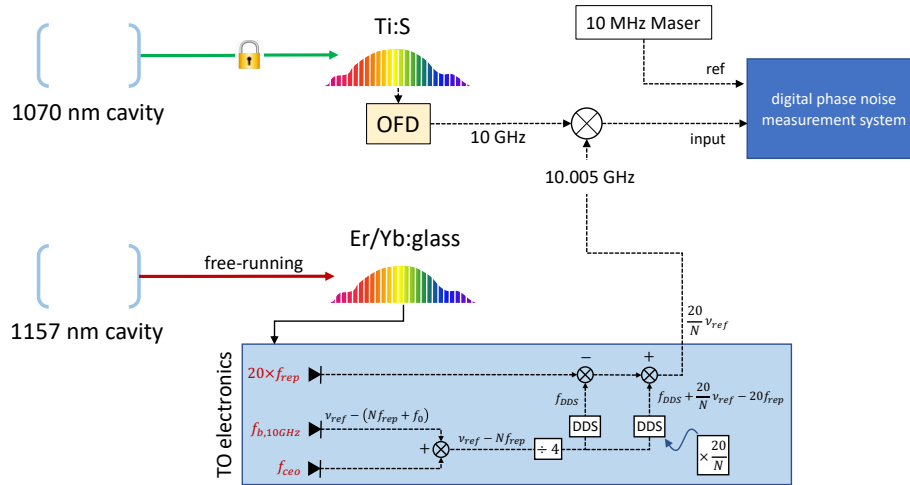 Ti:S
10 MHz Maser
ref
1070 nm cavity
OFD
10 GHz
input
digital phase noise
measurement system
10.005 GHz
Er/Yb:glass
free-running
1157 nm cavity
20/N ν_ref
TO electronics
20×f_rep
−
+
f_DDS
f_DDS + 20/N ν_ref − 20f_rep
f_b,10GHz
ν_ref − (Nf_rep + f_0)
DDS
DDS
+
ν_ref − Nf_rep
÷ 4
× 20/N
f_ceo